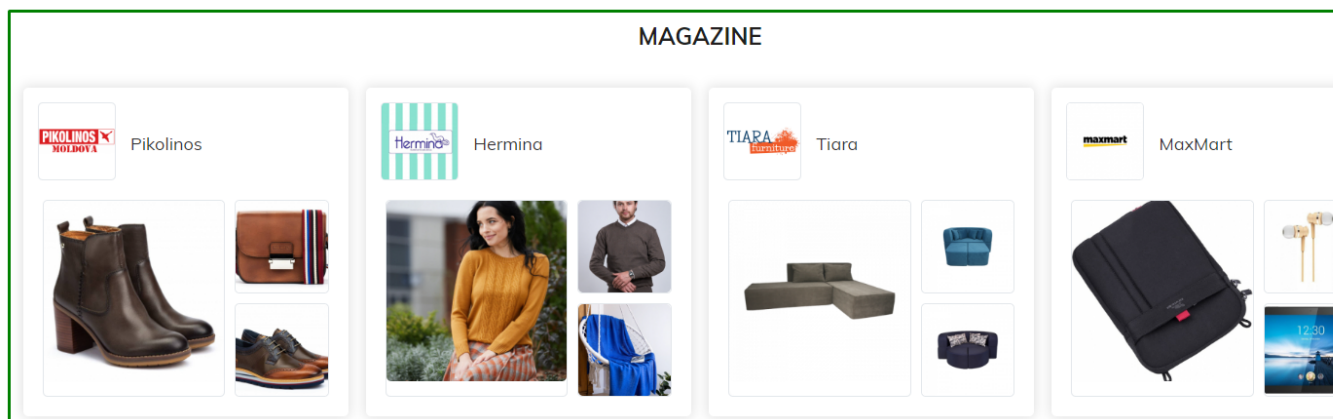 MAGAZINE
PIKOLINOS
MOLDOVA
Pikolinos
Hermina
Hermina
TIARA
furniture
Tiara
maxmart
MaxMart
12:30